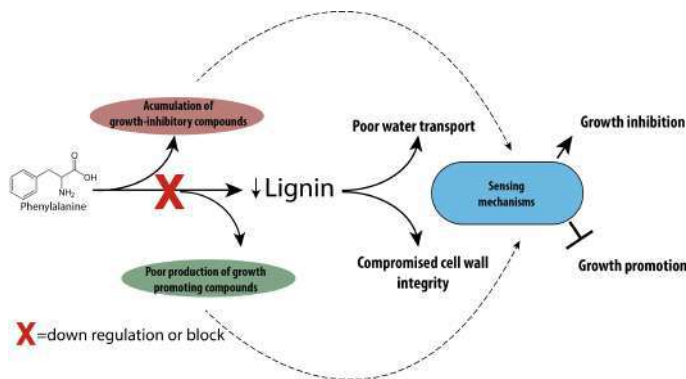 Acumulation of
growth-inhibitory compounds
Growth inhibition
Poor water transport
O
OH
NH₂
Phenylalanine
X
↓ Lignin
Sensing
mechanisms
Poor production of growth
promoting compounds
Compromised cell wall
integrity
Growth promotion
X=down regulation or block